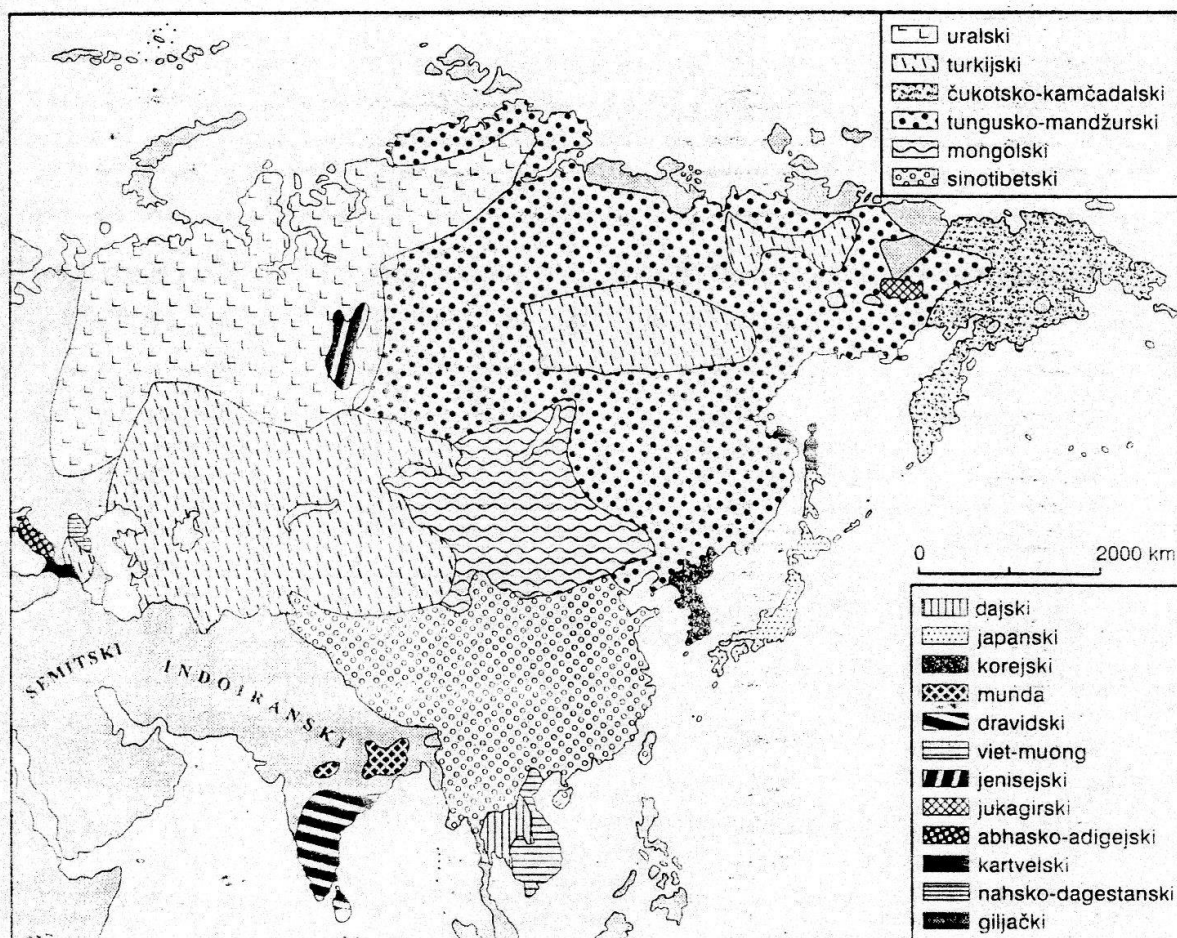 uralski
turkijski
čukotsko-kamčadalski
tungusko-mandžurski
mongolski
sinotibetski
0 2000 km
dajski
japanski
korejski
munda
dravidski
viet-muong
jenisejski
jukagirski
abhasko-adigejski
kartvelski
nahsko-dagestanski
giljački
SEMITSKI
INDOIRANSKI